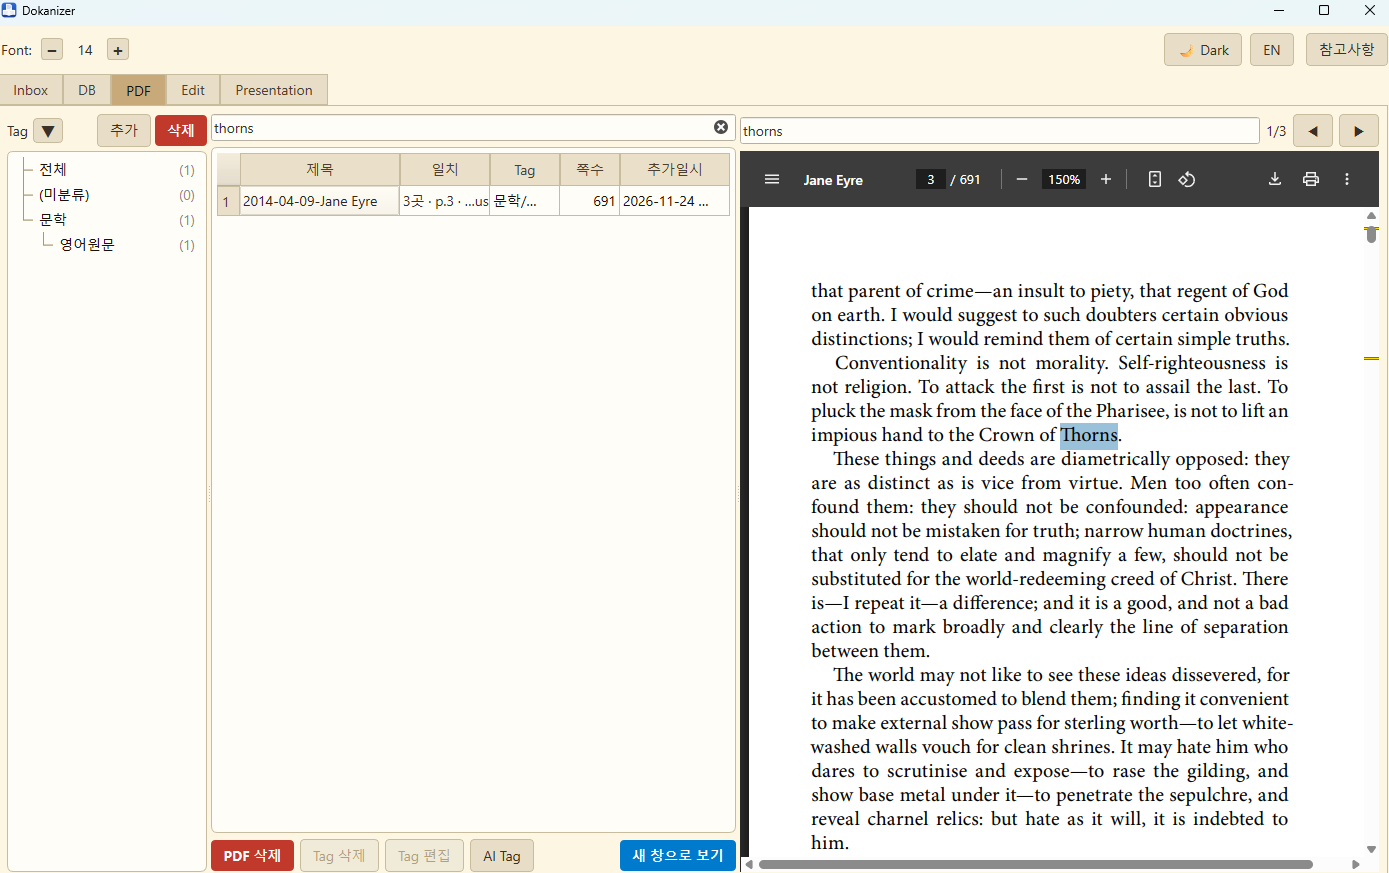 Dokanizer
Font: − 14 +
Dark EN 참고사항
Inbox DB PDF Edit Presentation
Tag ▼ 추가 삭제
전체 (1)
(미분류) (0)
문학 (1)
영어원문 (1)
thorns
제목 일치 Tag 쪽수 추가일시
1 2014-04-09-Jane Eyre 3곳 · p.3 · ...us 문학/... 691 2026-11-24 ...
PDF 삭제 Tag 삭제 Tag 편집 AI Tag 새 창으로 보기
thorns 1/3 ◀ ▶
Jane Eyre 3 / 691 − 150% +
that parent of crime—an insult to piety, that regent of God
on earth. I would suggest to such doubters certain obvious
distinctions; I would remind them of certain simple truths.
Conventionality is not morality. Self-righteousness is
not religion. To attack the first is not to assail the last. To
pluck the mask from the face of the Pharisee, is not to lift an
impious hand to the Crown of Thorns.
These things and deeds are diametrically opposed: they
are as distinct as is vice from virtue. Men too often con-
found them: they should not be confounded: appearance
should not be mistaken for truth; narrow human doctrines,
that only tend to elate and magnify a few, should not be
substituted for the world-redeeming creed of Christ. There
is—I repeat it—a difference; and it is a good, and not a bad
action to mark broadly and clearly the line of separation
between them.
The world may not like to see these ideas dissevered, for
it has been accustomed to blend them; finding it convenient
to make external show pass for sterling worth—to let white-
washed walls vouch for clean shrines. It may hate him who
dares to scrutinise and expose—to rase the gilding, and
show base metal under it—to penetrate the sepulchre, and
reveal charnel relics: but hate as it will, it is indebted to
him.